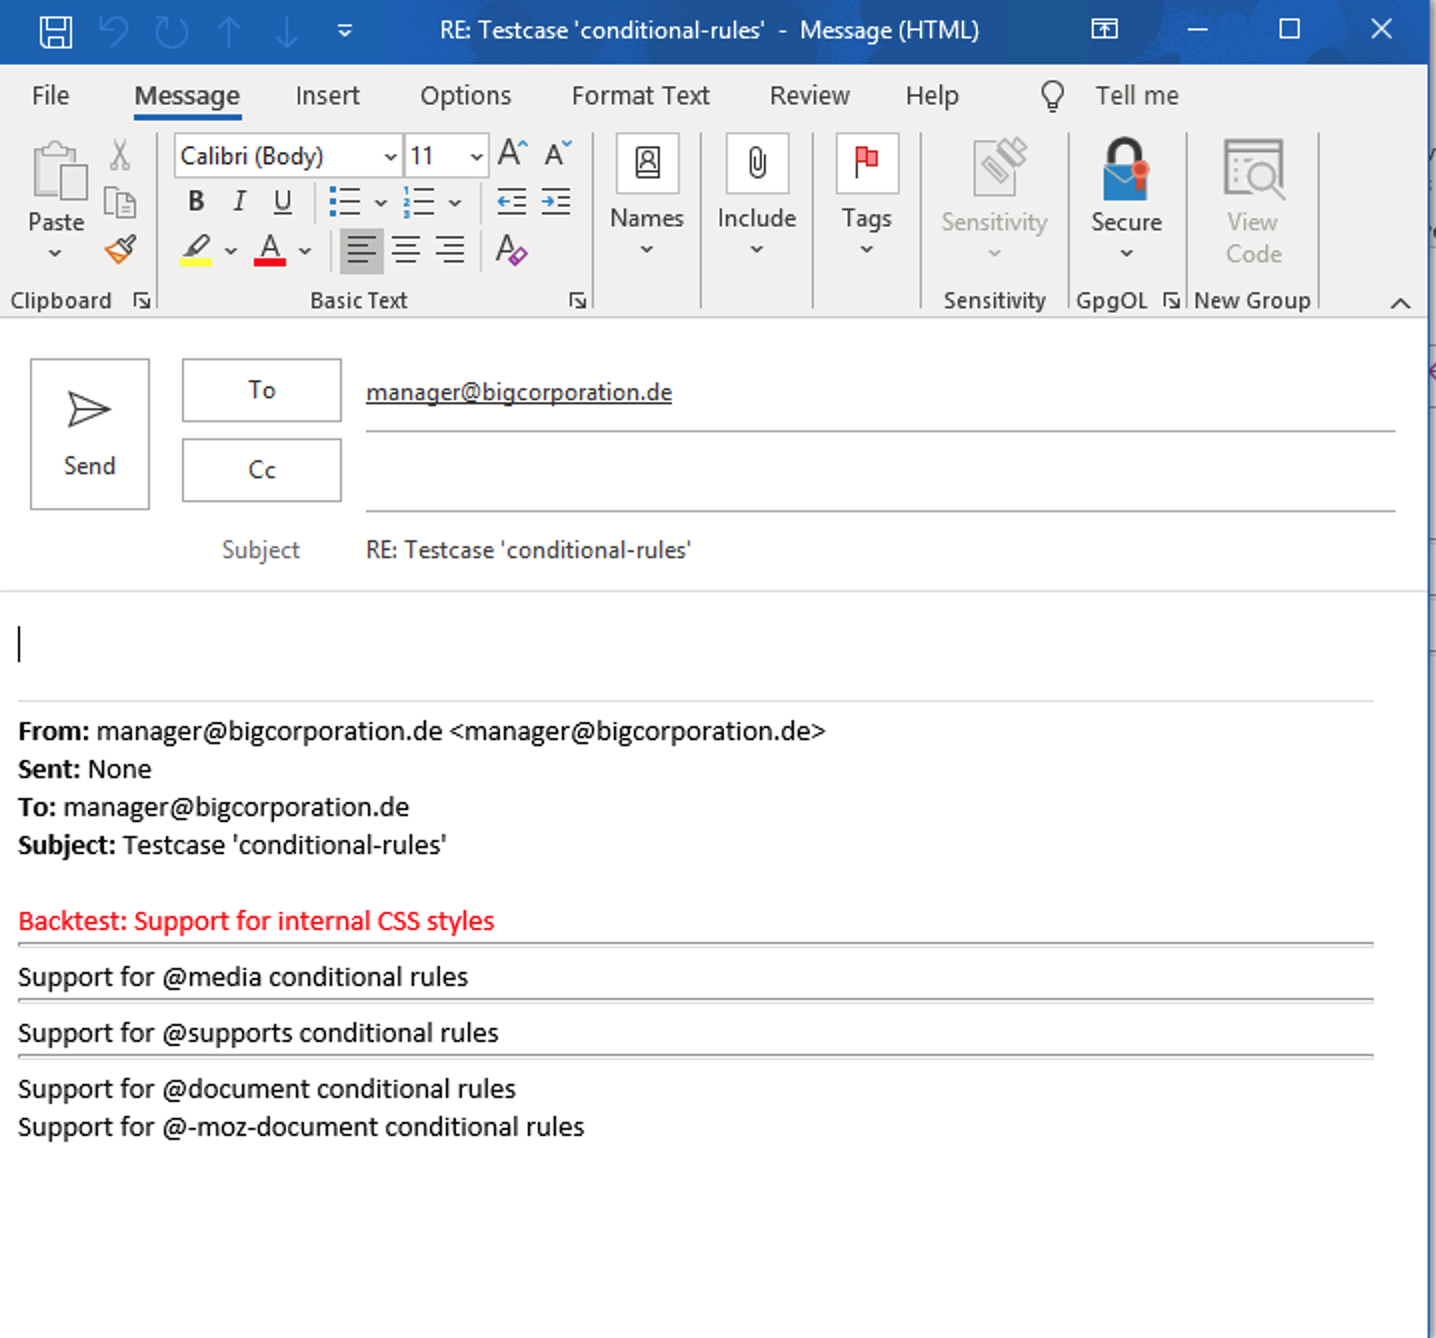 RE: Testcase 'conditional-rules' - Message (HTML)
File Message Insert Options Format Text Review Help Tell me
Calibri (Body) 11
B I U
Paste
Names Include Tags Sensitivity Secure View Code
Clipboard Basic Text Sensitivity GpgOL New Group
Send
To manager@bigcorporation.de
Cc
Subject RE: Testcase 'conditional-rules'
From: manager@bigcorporation.de <manager@bigcorporation.de>
Sent: None
To: manager@bigcorporation.de
Subject: Testcase 'conditional-rules'
Backtest: Support for internal CSS styles
Support for @media conditional rules
Support for @supports conditional rules
Support for @document conditional rules
Support for @-moz-document conditional rules